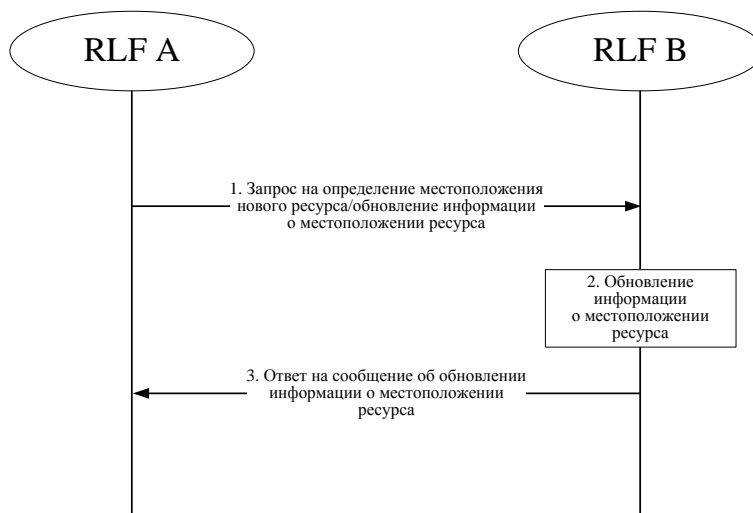 RLF A
RLF B
1. Запрос на определение местоположения
нового ресурса/обновление информации
о местоположении ресурса
2. Обновление
информации
о местоположении
ресурса
3. Ответ на сообщение об обновлении
информации о местоположении
ресурса